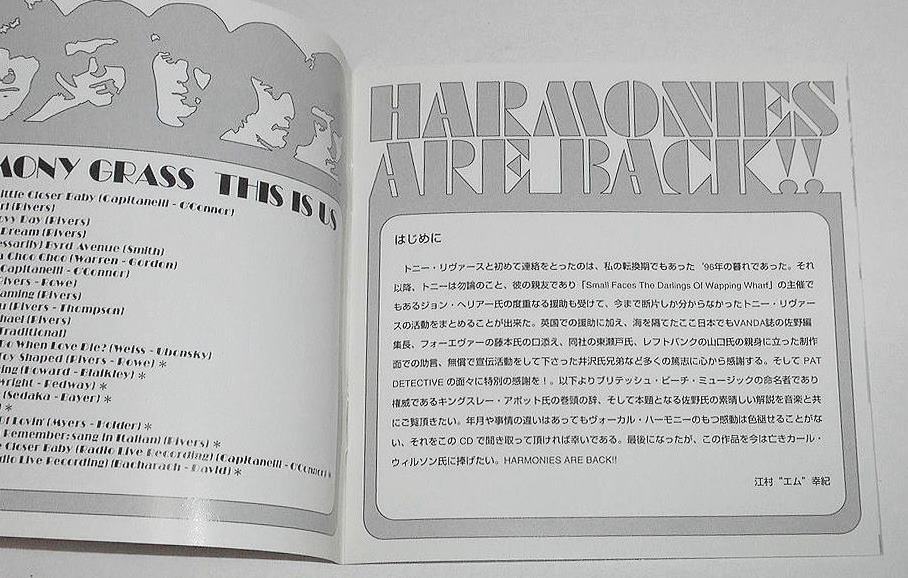 MONY GRASS THIS IS US
ittle Closer Baby (Capitanelli - O'Connor)
rl (Rivers)
ovy Day (Rivers)
Dream (Rivers)
essarily) Byrd Avenue (Smith)
a Choo Choo (Warren - Gordon)
Capitanelli - O'Connor)
ivers - Rowe)
aming (Rivers)
u (Rivers - Thompson)
hael (Rivers)
Traditional)
Do When Love Die? (Weiss - Ubonsky)
Toy Shaped (Rivers - Rowe) *
ing (Howard - Blaikley) *
Wright - Redway) *
(Sedaka - Bayer) *
) *
Of Lovin' (Myers - Holder) *
Remember: sang in Italian) (Rivers) *
e Closer Baby (Radio Live Recording) (Capitanelli - O'Connor) *
adio Live Recording) (Bacharach - David) *
HARMONIES
ARE BACK!!
はじめに
トニー・リヴァースと初めて連絡をとったのは、私の転換期でもあった '96年の暮れであった。それ
以降、トニーは勿論のこと、彼の親友であり「Small Faces The Darlings Of Wapping Wharf」の主催で
もあるジョン・ヘリアー氏の度重なる援助も受けて、今まで断片しか分からなかったトニー・リヴァー
スの活動をまとめることが出来た。英国での援助に加え、海を隔てたここ日本でもVANDA誌の佐野編
集長、フォーエヴァーの藤本氏の口添え、同社の東瀬戸氏、レフトバンクの山口氏の親身に立った制作
面での助言、無償で宣伝活動をして下さった井沢氏兄弟など多くの篤志に心から感謝する。そして PAT
DETECTIVE の面々に特別の感謝を！。以下よりブリティッシュ・ビーチ・ミュージックの命名者であり
権威であるキングスレー・アボット氏の巻頭の辞、そして本題となる佐野氏の素晴しい解説を音楽と共
にご覧頂きたい。年月や事情の違いはあってもヴォーカル・ハーモニーのもつ感動は色褪せることがな
い、それをこの CD で聞き取って頂ければ幸いである。最後になったが、この作品を今は亡きカール・
ウィルソン氏に捧げたい。HARMONIES ARE BACK!!
江村 "エム" 幸紀